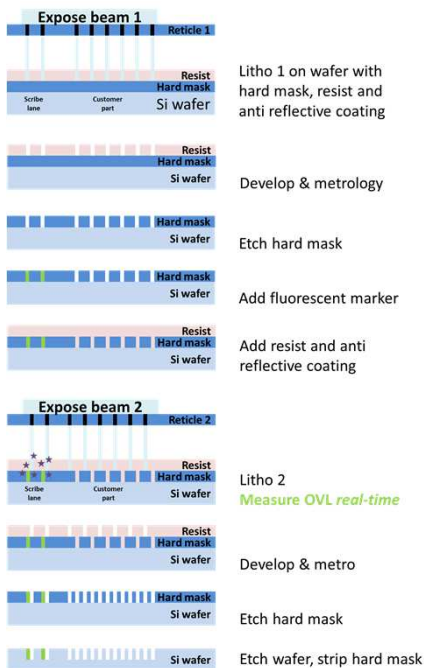 Expose beam 1
Reticle 1
Resist
Hard mask
Scribe
lane
Customer
part
Si wafer
Litho 1 on wafer with
hard mask, resist and
anti reflective coating
Resist
Hard mask
Si wafer
Develop & metrology
Hard mask
Si wafer
Etch hard mask
Hard mask
Si wafer
Add fluorescent marker
Resist
Hard mask
Si wafer
Add resist and anti
reflective coating
Expose beam 2
Reticle 2
Resist
Hard mask
Scribe
lane
Customer
part
Si wafer
Litho 2
Measure OVL real-time
Resist
Hard mask
Si wafer
Develop & metro
Hard mask
Si wafer
Etch hard mask
Si wafer
Etch wafer, strip hard mask